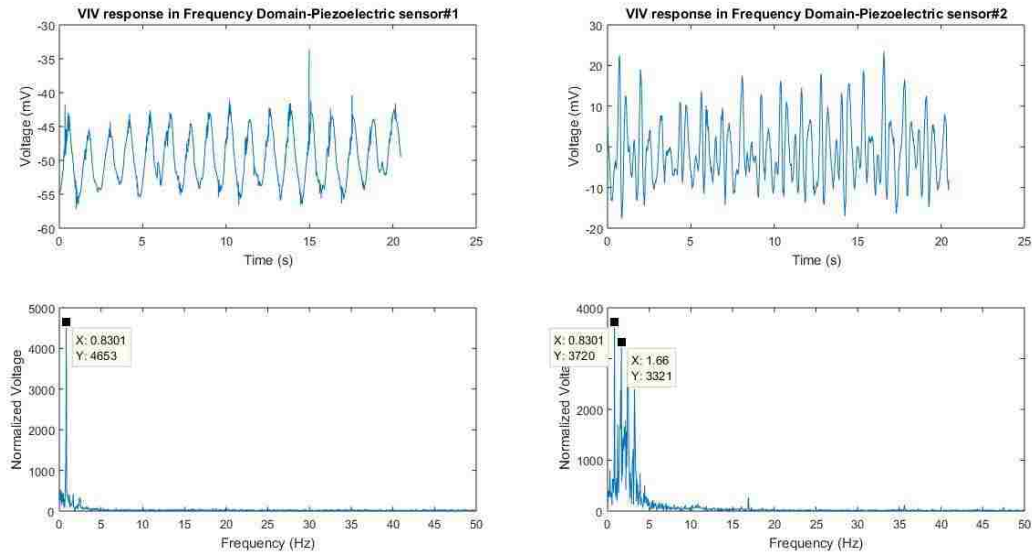 VIV response in Frequency Domain-Piezoelectric sensor#1
-30
-35
-40
-45
-50
-55
-60
Voltage (mV)
0 5 10 15 20 25
Time (s)
VIV response in Frequency Domain-Piezoelectric sensor#2
30
20
10
0
-10
-20
Voltage (mV)
0 5 10 15 20 25
Time (s)
5000
4000
3000
2000
1000
0
Normalized Voltage
X: 0.8301
Y: 4653
0 5 10 15 20 25 30 35 40 45 50
Frequency (Hz)
4000
2000
1000
0
Normalized Volta
X: 0.8301
Y: 3720
X: 1.66
Y: 3321
0 5 10 15 20 25 30 35 40 45 50
Frequency (Hz)